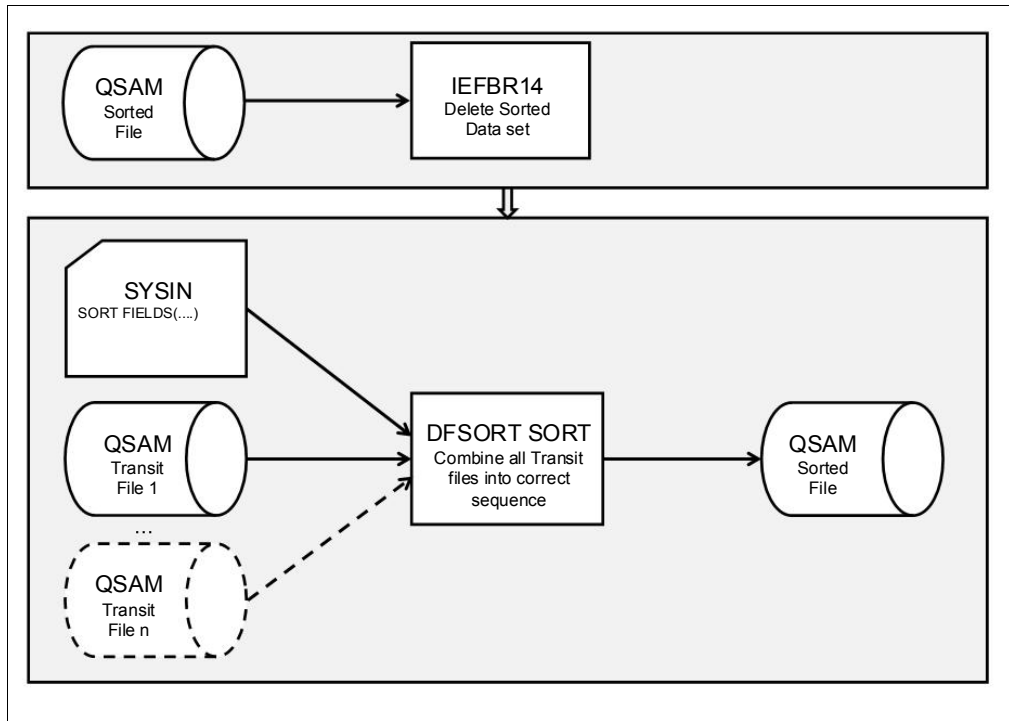 QSAM
Sorted
File
IEFBR14
Delete Sorted
Data set
SYSIN
SORT FIELDS(....)
QSAM
Transit
File 1
...
QSAM
Transit
File n
DFSORT SORT
Combine all Transit
files into correct
sequence
QSAM
Sorted
File